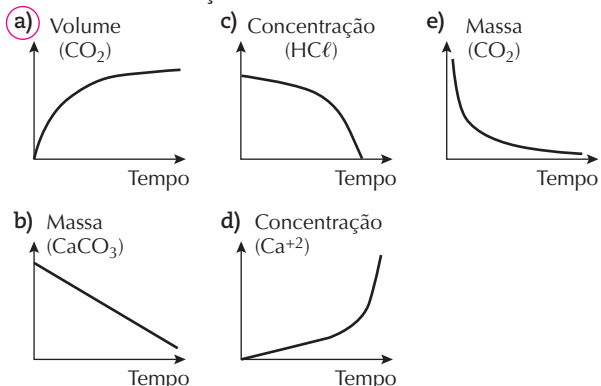 a) Volume
(CO₂)
Tempo
c) Concentração
(HCℓ)
Tempo
e) Massa
(CO₂)
Tempo
b) Massa
(CaCO₃)
Tempo
d) Concentração
(Ca⁺²)
Tempo